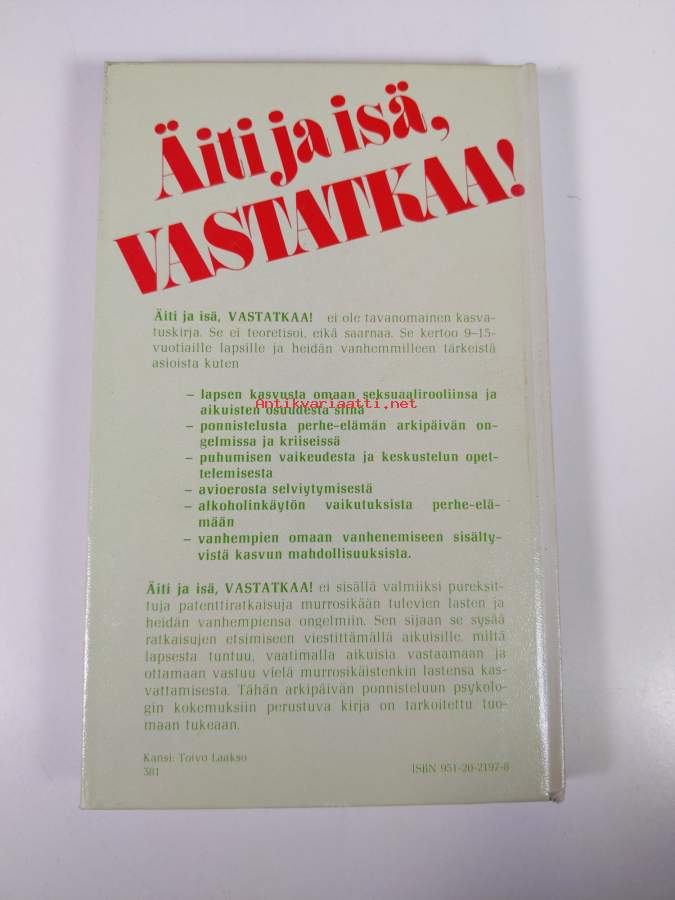 Äiti ja isä,
VASTATKAA!
Äiti ja isä, VASTATKAA! ei ole tavanomainen kasva-
tuskirja. Se ei teoretisoi, eikä saarnaa. Se kertoo 9–15-
vuotiaille lapsille ja heidän vanhemmilleen tärkeistä
asioista kuten
– lapsen kasvusta omaan seksuaalirooliinsa ja
Antikvariaatti.net
aikuisten osuudesta siinä
– ponnistelusta perhe-elämän arkipäivän on-
gelmissa ja kriiseissä
– puhumisen vaikeudesta ja keskustelun opet-
telemisesta
– avioerosta selviytymisestä
– alkoholinkäytön vaikutuksista perhe-elä-
mään
– vanhempien omaan vanhenemiseen sisälty-
vistä kasvun mahdollisuuksista.
Äiti ja isä, VASTATKAA! ei sisällä valmiiksi pureksit-
tuja patenttiratkaisuja murrosikään tulevien lasten ja
heidän vanhempiensa ongelmiin. Sen sijaan se sysää
ratkaisujen etsimiseen viestittämällä aikuisille, miltä
lapsesta tuntuu, vaatimalla aikuisia vastaamaan ja
ottamaan vastuu vielä murrosikäistenkin lastensa kas-
vattamisesta. Tähän arkipäivän ponnisteluun psykolo-
gin kokemuksiin perustuva kirja on tarkoitettu tuo-
maan tukeaan.
Kansi: Toivo Laakso
381
ISBN 951-20-2197-8